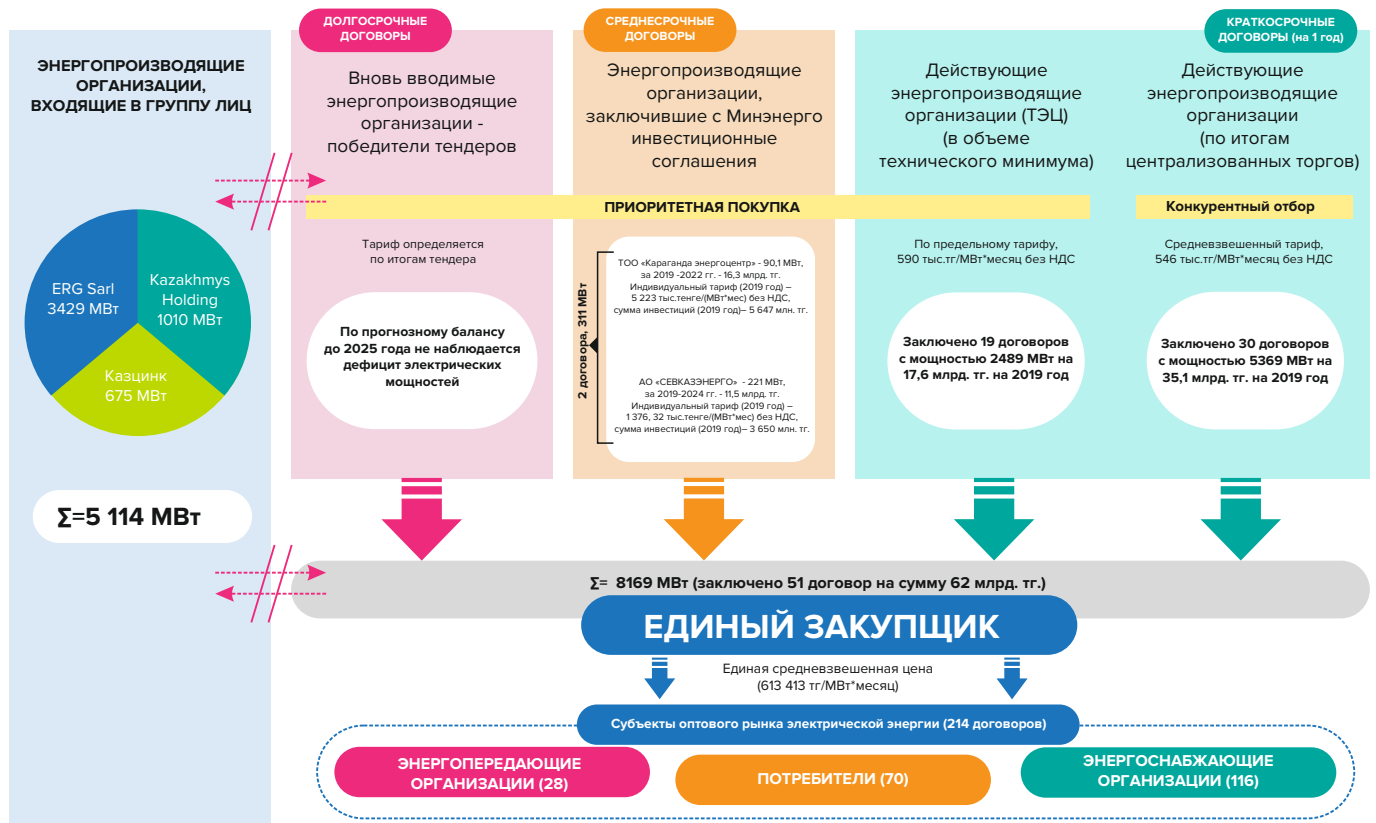 ЭНЕРГОПРОИЗВОДЯЩИЕ
ОРГАНИЗАЦИИ,
ВХОДЯЩИЕ В ГРУППУ ЛИЦ
ERG Sarl
3429 МВт
Kazakhmys
Holding
1010 МВт
Казцинк
675 МВт
Σ=5 114 МВт
ДОЛГОСРОЧНЫЕ
ДОГОВОРЫ
Вновь вводимые
энергопроизводящие
организации -
победители тендеров
СРЕДНЕСРОЧНЫЕ
ДОГОВОРЫ
Энергопроизводящие
организации,
заключившие с Минэнерго
инвестиционные
соглашения
КРАТКОСРОЧНЫЕ
ДОГОВОРЫ (на 1 год)
Действующие
энергопроизводящие
организации (ТЭЦ)
(в объеме
технического минимума)
Действующие
энергопроизводящие
организации
(по итогам
централизованных торгов)
ПРИОРИТЕТНАЯ ПОКУПКА
Конкурентный отбор
Тариф определяется
по итогам тендера
По прогнозному балансу
до 2025 года не наблюдается
дефицит электрических
мощностей
2 договора, 311 МВт
ТОО «Караганда энергоцентр» - 90,1 МВт,
за 2019 -2022 гг. - 16,3 млрд. тг.
Индивидуальный тариф (2019 год) –
5 223 тыс.тенге/(МВт*мес) без НДС,
сумма инвестиций (2019 год)– 5 647 млн. тг.
АО «СЕВКАЗЭНЕРГО» - 221 МВт,
за 2019-2024 гг. - 11,5 млрд. тг.
Индивидуальный тариф (2019 год) –
1 376, 32 тыс.тенге/(МВт*мес) без НДС,
сумма инвестиций (2019 год)– 3 650 млн. тг.
По предельному тарифу,
590 тыс.тг/МВт*месяц без НДС
Заключено 19 договоров
с мощностью 2489 МВт на
17,6 млрд. тг. на 2019 год
Средневзвешенный тариф,
546 тыс.тг/МВт*месяц без НДС
Заключено 30 договоров
с мощностью 5369 МВт на
35,1 млрд. тг. на 2019 год
Σ= 8169 МВт (заключено 51 договор на сумму 62 млрд. тг.)
ЕДИНЫЙ ЗАКУПЩИК
Единая средневзвешенная цена
(613 413 тг/МВт*месяц)
Субъекты оптового рынка электрической энергии (214 договоров)
ЭНЕРГОПЕРЕДАЮЩИЕ
ОРГАНИЗАЦИИ (28)
ПОТРЕБИТЕЛИ (70)
ЭНЕРГОСНАБЖАЮЩИЕ
ОРГАНИЗАЦИИ (116)